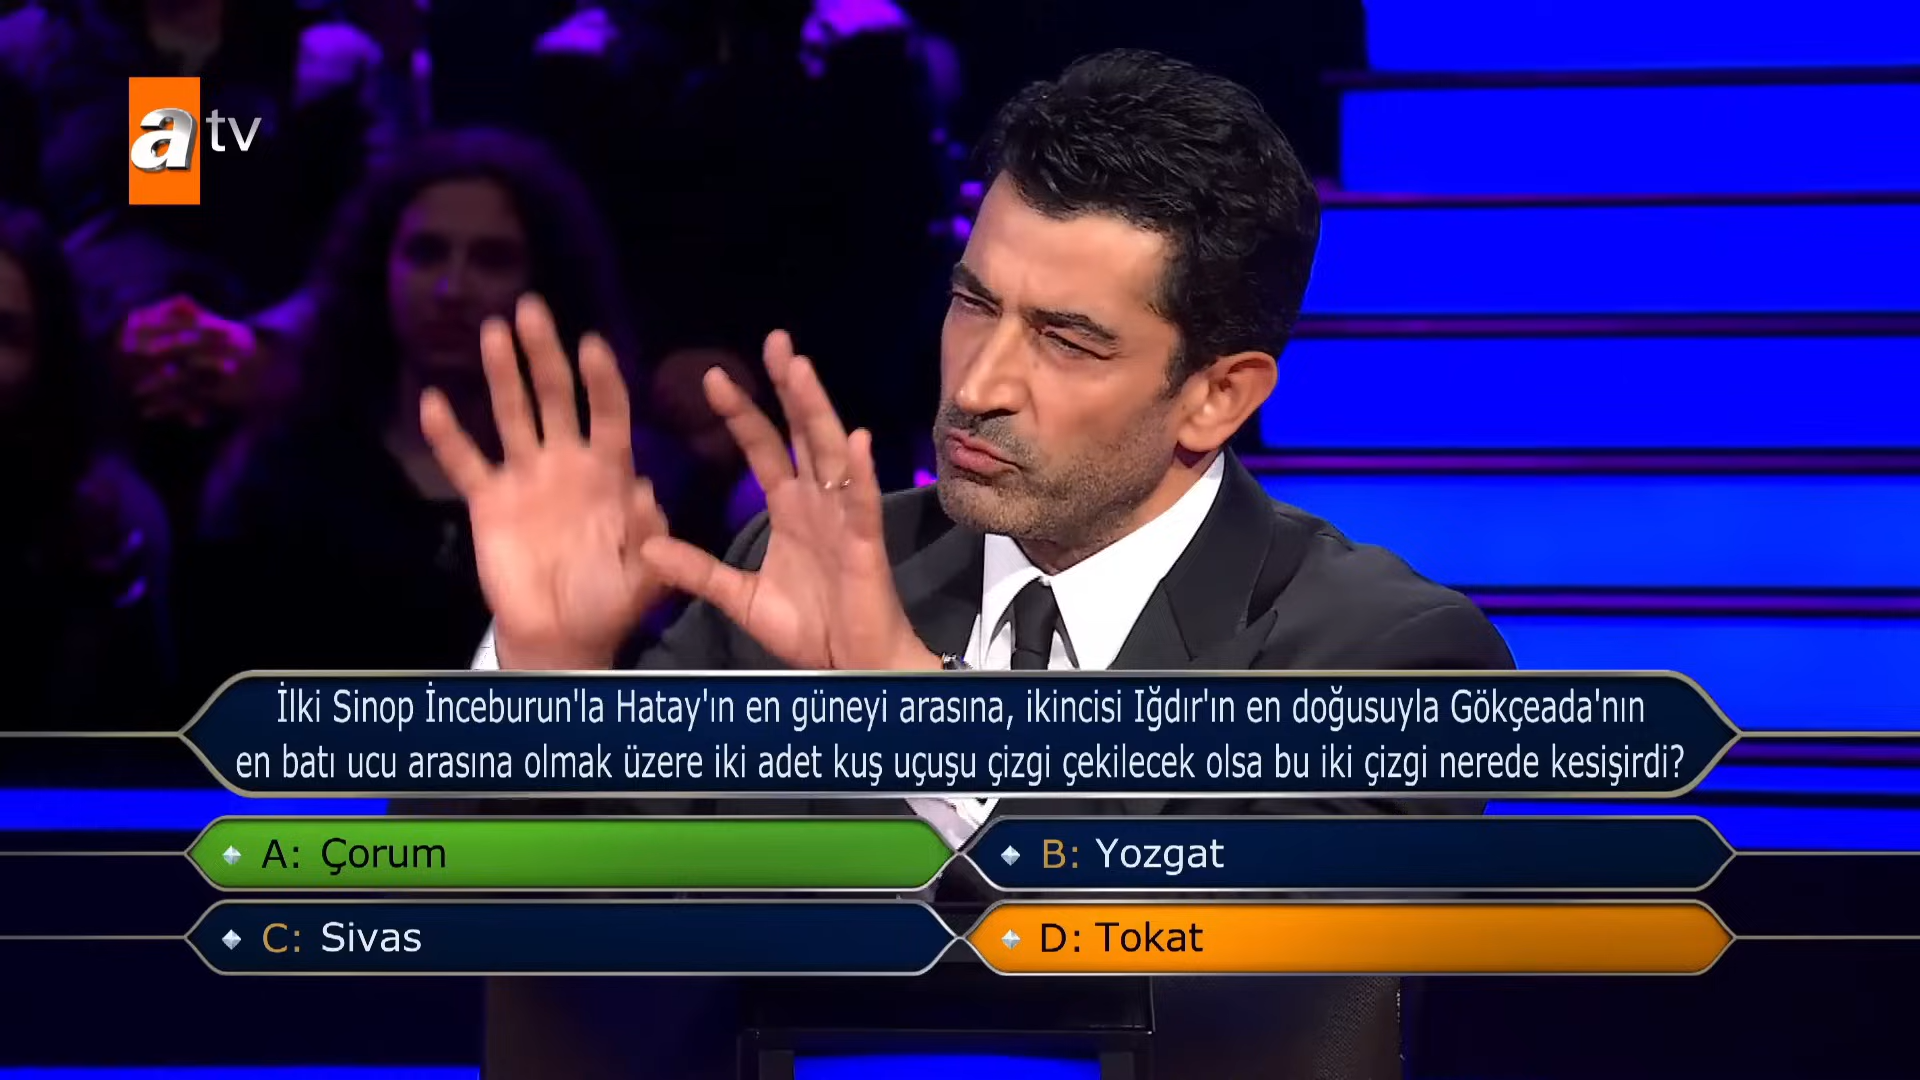 atv
İlki Sinop İnceburun'la Hatay'ın en güneyi arasına, ikincisi Iğdır'ın en doğusuyla Gökçeada'nın
en batı ucu arasına olmak üzere iki adet kuş uçuşu çizgi çekilecek olsa bu iki çizgi nerede kesişirdi?
A: Çorum
B: Yozgat
C: Sivas
D: Tokat